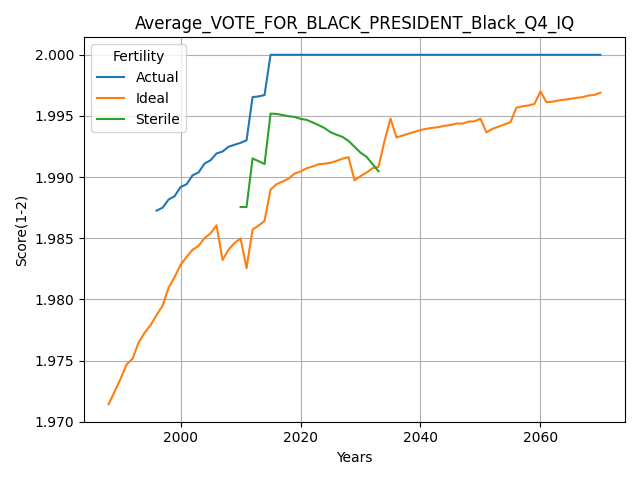 Average_VOTE_FOR_BLACK_PRESIDENT_Black_Q4_IQ
Fertility
Actual
Ideal
Sterile
2.000
1.995
1.990
1.985
1.980
1.975
1.970
Score(1-2)
2000
2020
2040
2060
Years